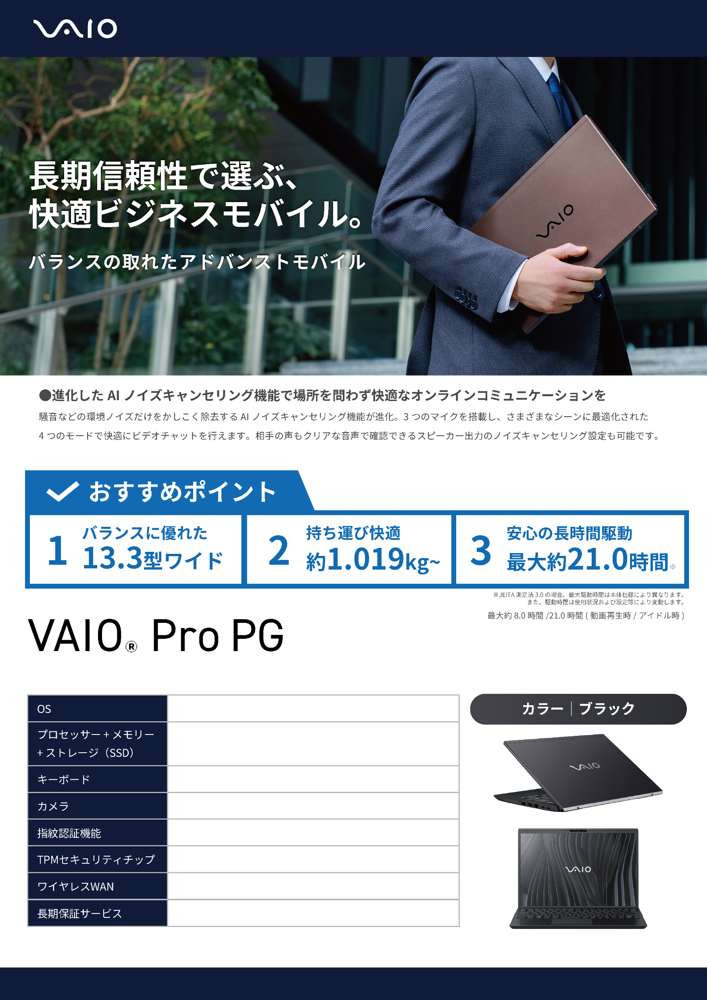 VAIO
長期信頼性で選ぶ、
快適ビジネスモバイル。
バランスの取れたアドバンストモバイル
VAIO
●進化した AI ノイズキャンセリング機能で場所を問わず快適なオンラインコミュニケーションを
騒音などの環境ノイズだけをかしこく除去する AI ノイズキャンセリング機能が進化。3 つのマイクを搭載し、さまざまなシーンに最適化された
4 つのモードで快適にビデオチャットを行えます。相手の声もクリアな音声で確認できるスピーカー出力のノイズキャンセリング設定も可能です。
おすすめポイント
1
バランスに優れた
13.3型ワイド
2
持ち運び快適
約1.019kg~
3
安心の長時間駆動
最大約21.0時間※
※JEITA 測定法 3.0 の場合。最大駆動時間は本体仕様により異なります。
また、駆動時間は使用状況および設定等により変動します。
最大約 8.0 時間 /21.0 時間 ( 動画再生時 / アイドル時 )
VAIO® Pro PG
OS
プロセッサー + メモリー
+ ストレージ（SSD）
キーボード
カメラ
指紋認証機能
TPMセキュリティチップ
ワイヤレスWAN
長期保証サービス
カラー｜ブラック
VAIO
VAIO